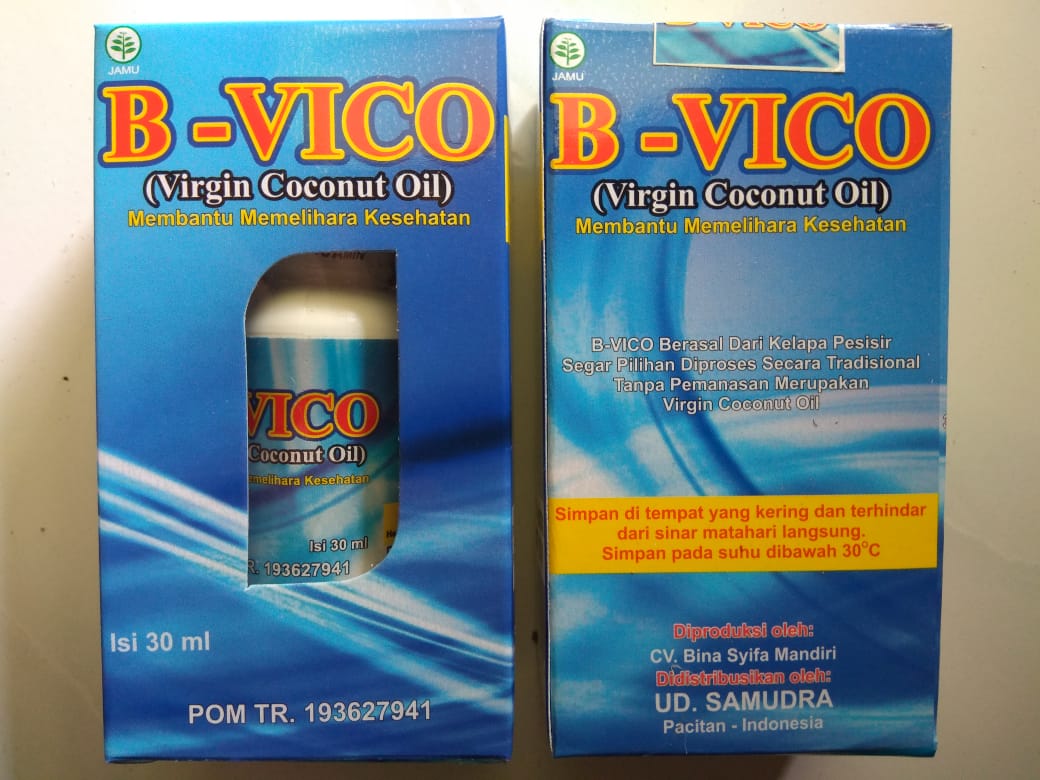 JAMU
B-VICO
(Virgin Coconut Oil)
Membantu Memelihara Kesehatan
VICO
Coconut Oil)
emelihara Kesehatan
Isi 30 ml
R. 193627941
Isi 30 ml
POM TR. 193627941
B-VICO
JAMU
B-VICO
(Virgin Coconut Oil)
Membantu Memelihara Kesehatan
B-VICO Berasal Dari Kelapa Pesisir
Segar Pilihan Diproses Secara Tradisional
Tanpa Pemanasan Merupakan
Virgin Coconut Oil
Simpan di tempat yang kering dan terhindar
dari sinar matahari langsung.
Simpan pada suhu dibawah 30°C
Diproduksi oleh:
CV. Bina Syifa Mandiri
Didistribusikan oleh:
UD. SAMUDRA
Pacitan - Indonesia